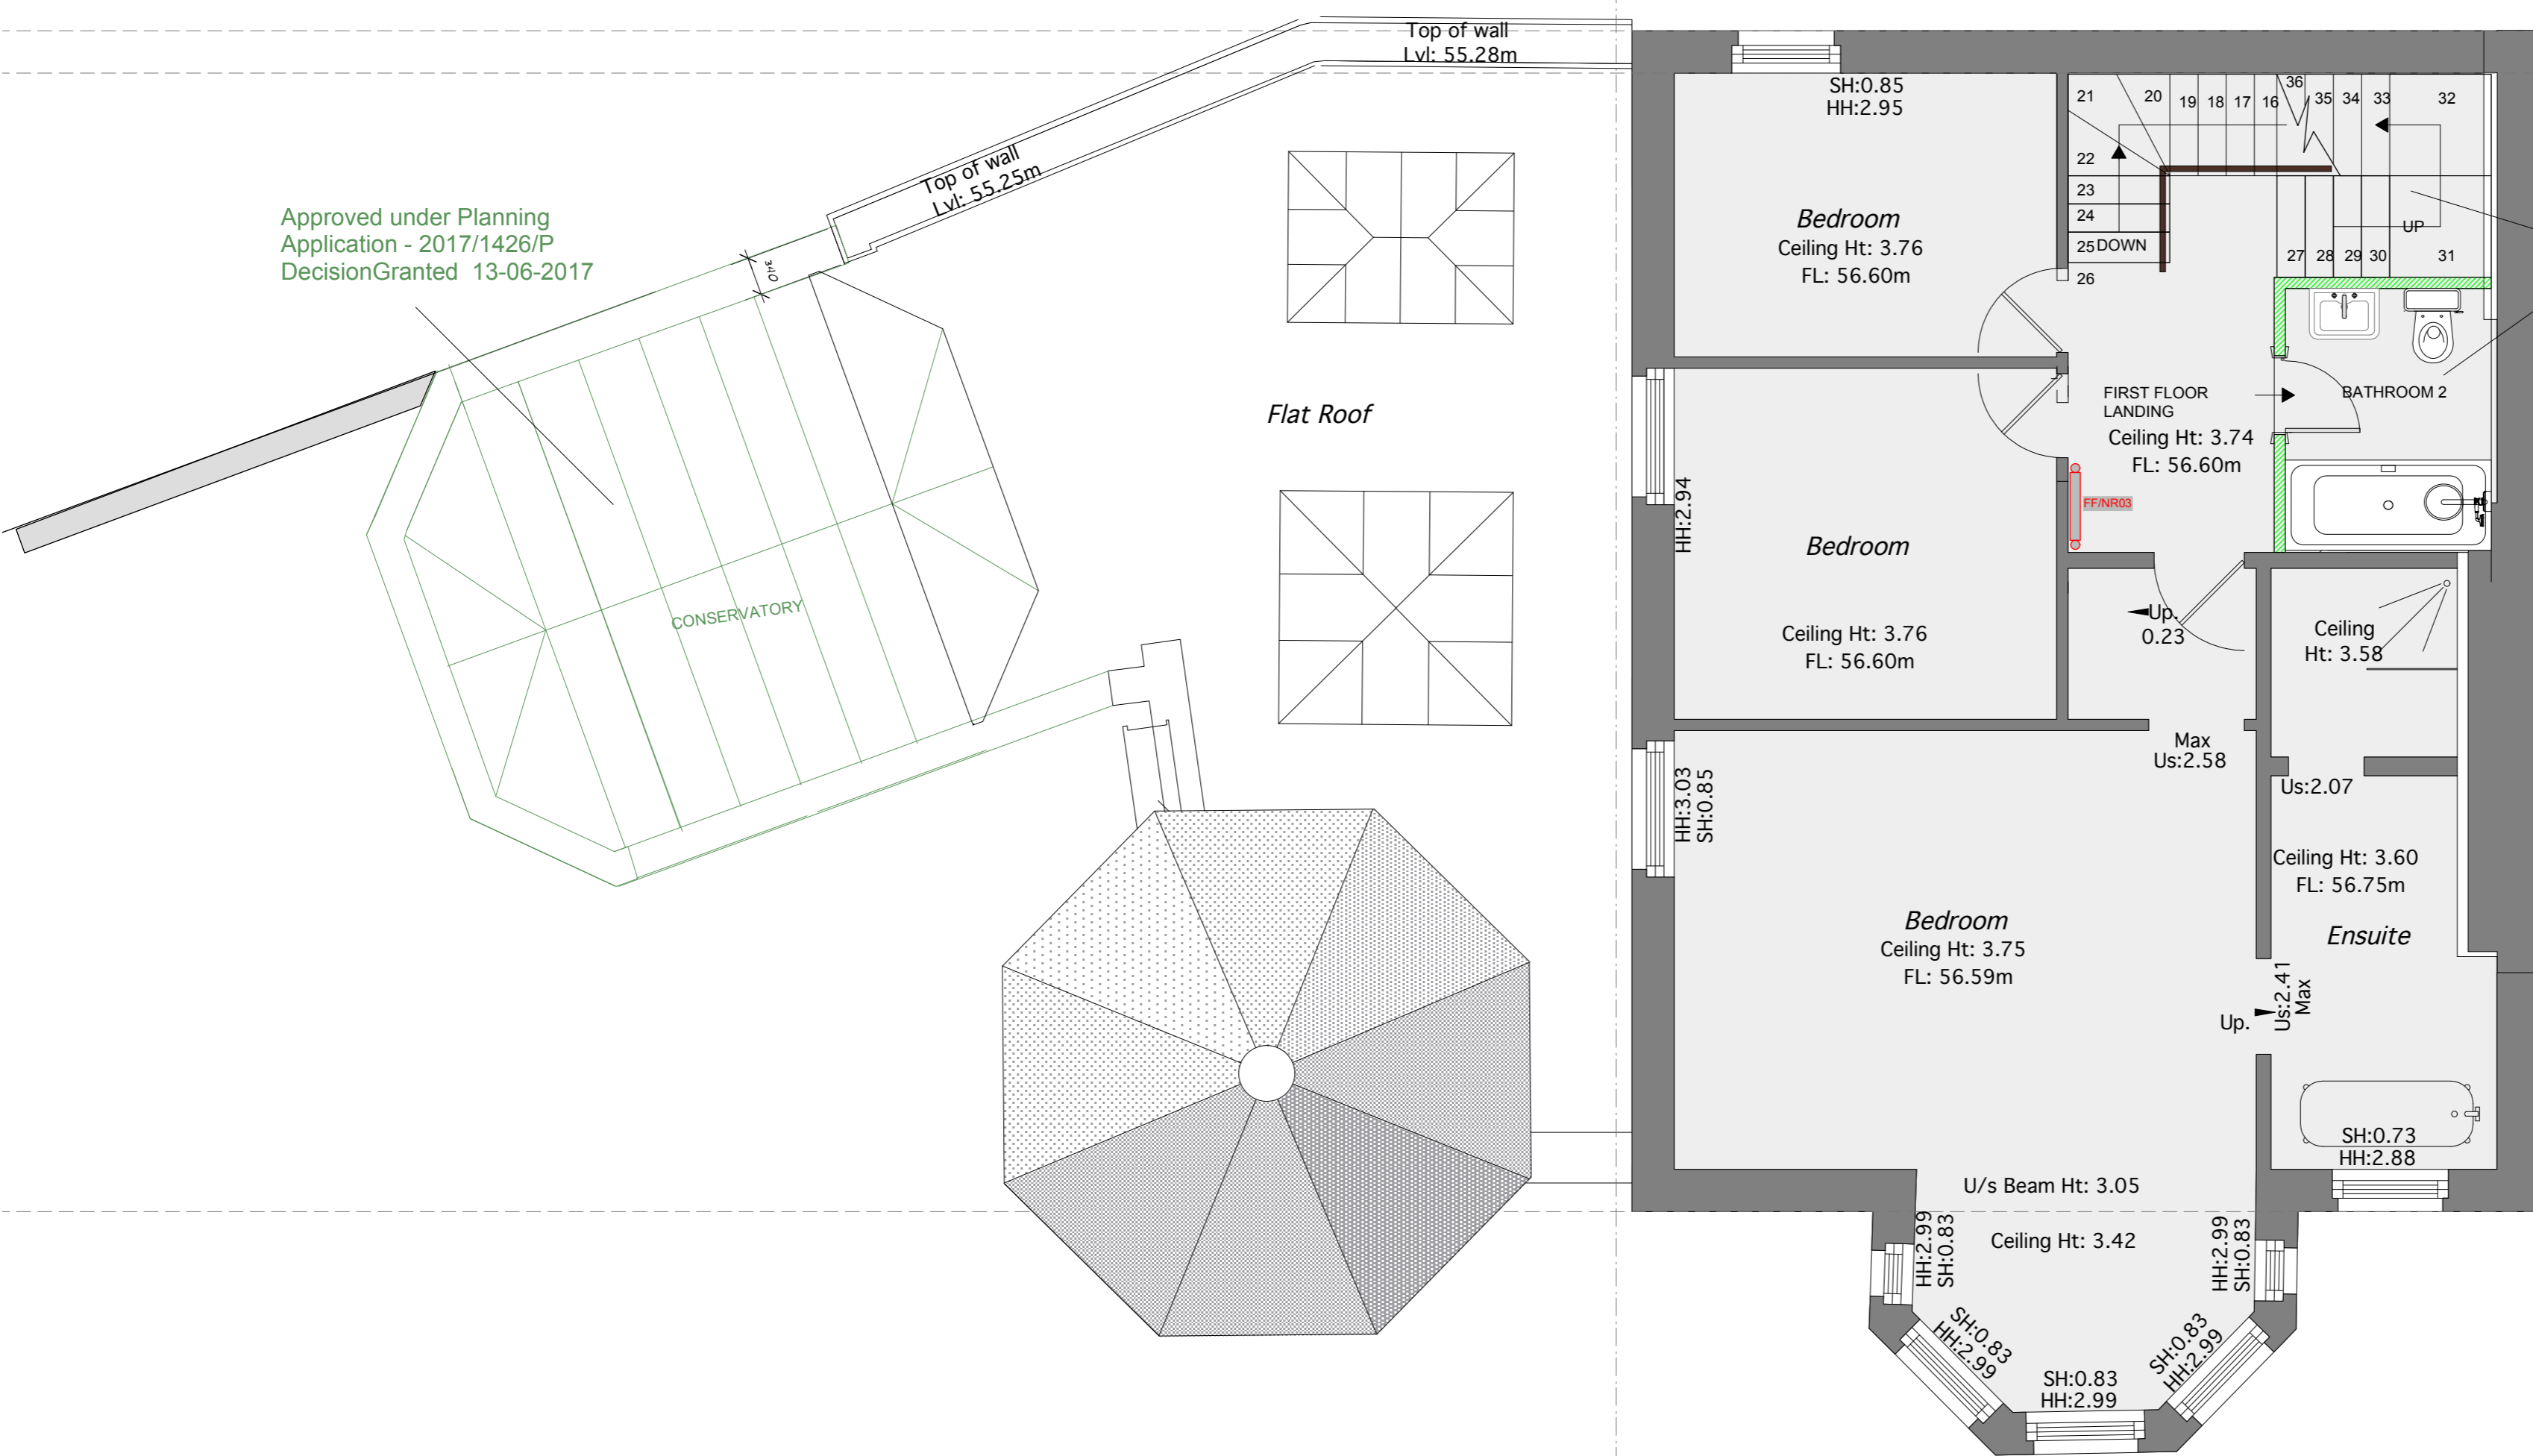 Top of wall
Lvl: 55.28m
Top of wall
Lvl: 55.25m
Approved under Planning
Application - 2017/1426/P
DecisionGranted 13-06-2017
340
CONSERVATORY
Flat Roof
SH:0.85
HH:2.95
Bedroom
Ceiling Ht: 3.76
FL: 56.60m
21
20
19
18
17
16
36
35
34
33
32
22
23
24
25
DOWN
26
27
28
29
30
31
UP
BATHROOM 2
FIRST FLOOR
LANDING
Ceiling Ht: 3.74
FL: 56.60m
FF/NR03
HH:2.94
Bedroom
Ceiling Ht: 3.76
FL: 56.60m
Up.
0.23
Ceiling
Ht: 3.58
Max
Us:2.58
Us:2.07
HH:3.03
SH:0.85
Bedroom
Ceiling Ht: 3.75
FL: 56.59m
Ceiling Ht: 3.60
FL: 56.75m
Ensuite
Us:2.41
Max
Up.
SH:0.73
HH:2.88
U/s Beam Ht: 3.05
Ceiling Ht: 3.42
HH:2.99
SH:0.83
HH:2.99
SH:0.83
SH:0.83
HH:2.99
SH:0.83
HH:2.99
SH:0.83
HH:2.99